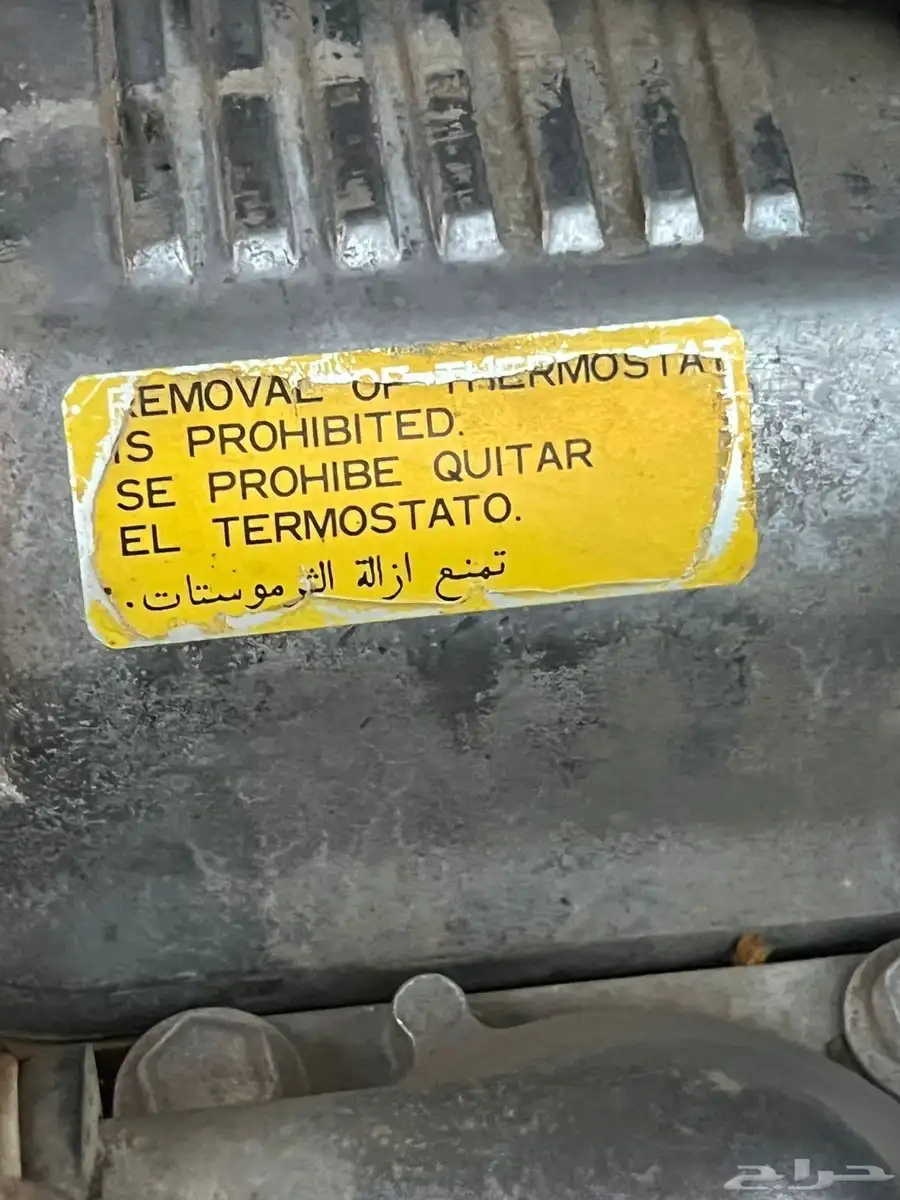 REMOVAL OF THERMOSTAT
IS PROHIBITED.
SE PROHIBE QUITAR
EL TERMOSTATO.
تمنع ازالة الثرموستات.
حراج